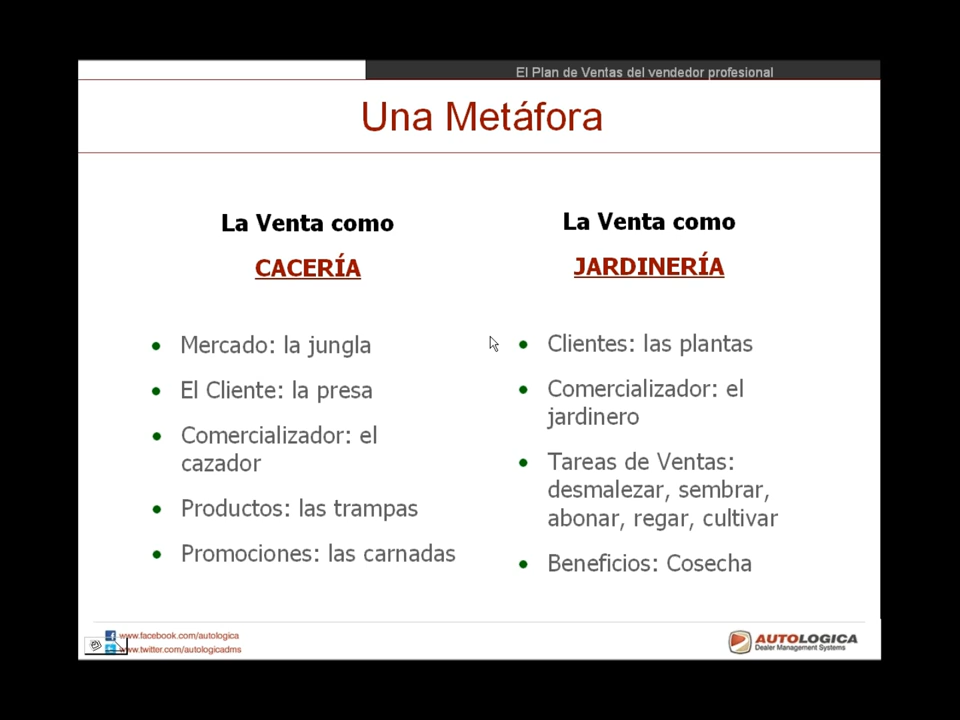 El Plan de Ventas del vendedor profesional
Una Metáfora
La Venta como
CACERÍA
• Mercado: la jungla
• El Cliente: la presa
• Comercializador: el
cazador
• Productos: las trampas
• Promociones: las carnadas
La Venta como
JARDINERÍA
• Clientes: las plantas
• Comercializador: el
jardinero
• Tareas de Ventas:
desmalezar, sembrar,
abonar, regar, cultivar
• Beneficios: Cosecha
www.facebook.com/autologica
www.twitter.com/autologicadms
AUTOLOGICA
Dealer Management Systems